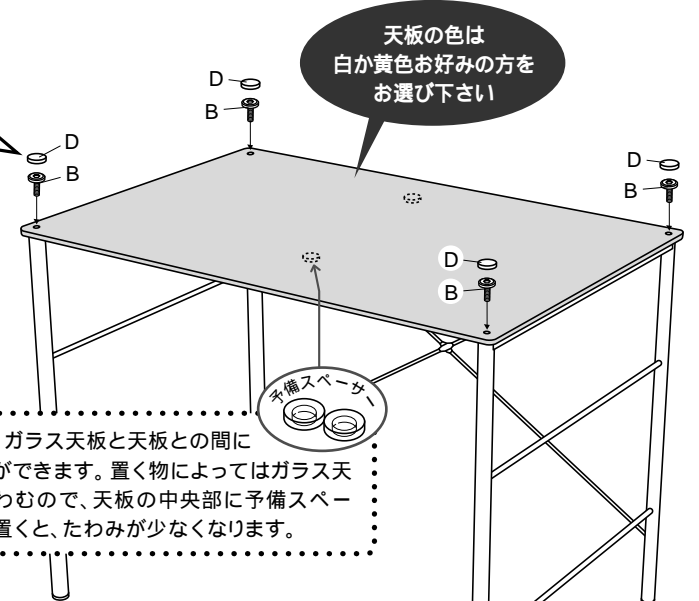 天板の色は
白か黄色お好みの方を
お選び下さい
D
B
D
B
D
B
D
B
予備スペーサー
ガラス天板と天板との間に
ができます。置く物によってはガラス天
わむので、天板の中央部に予備スペー
置くと、たわみが少なくなります。